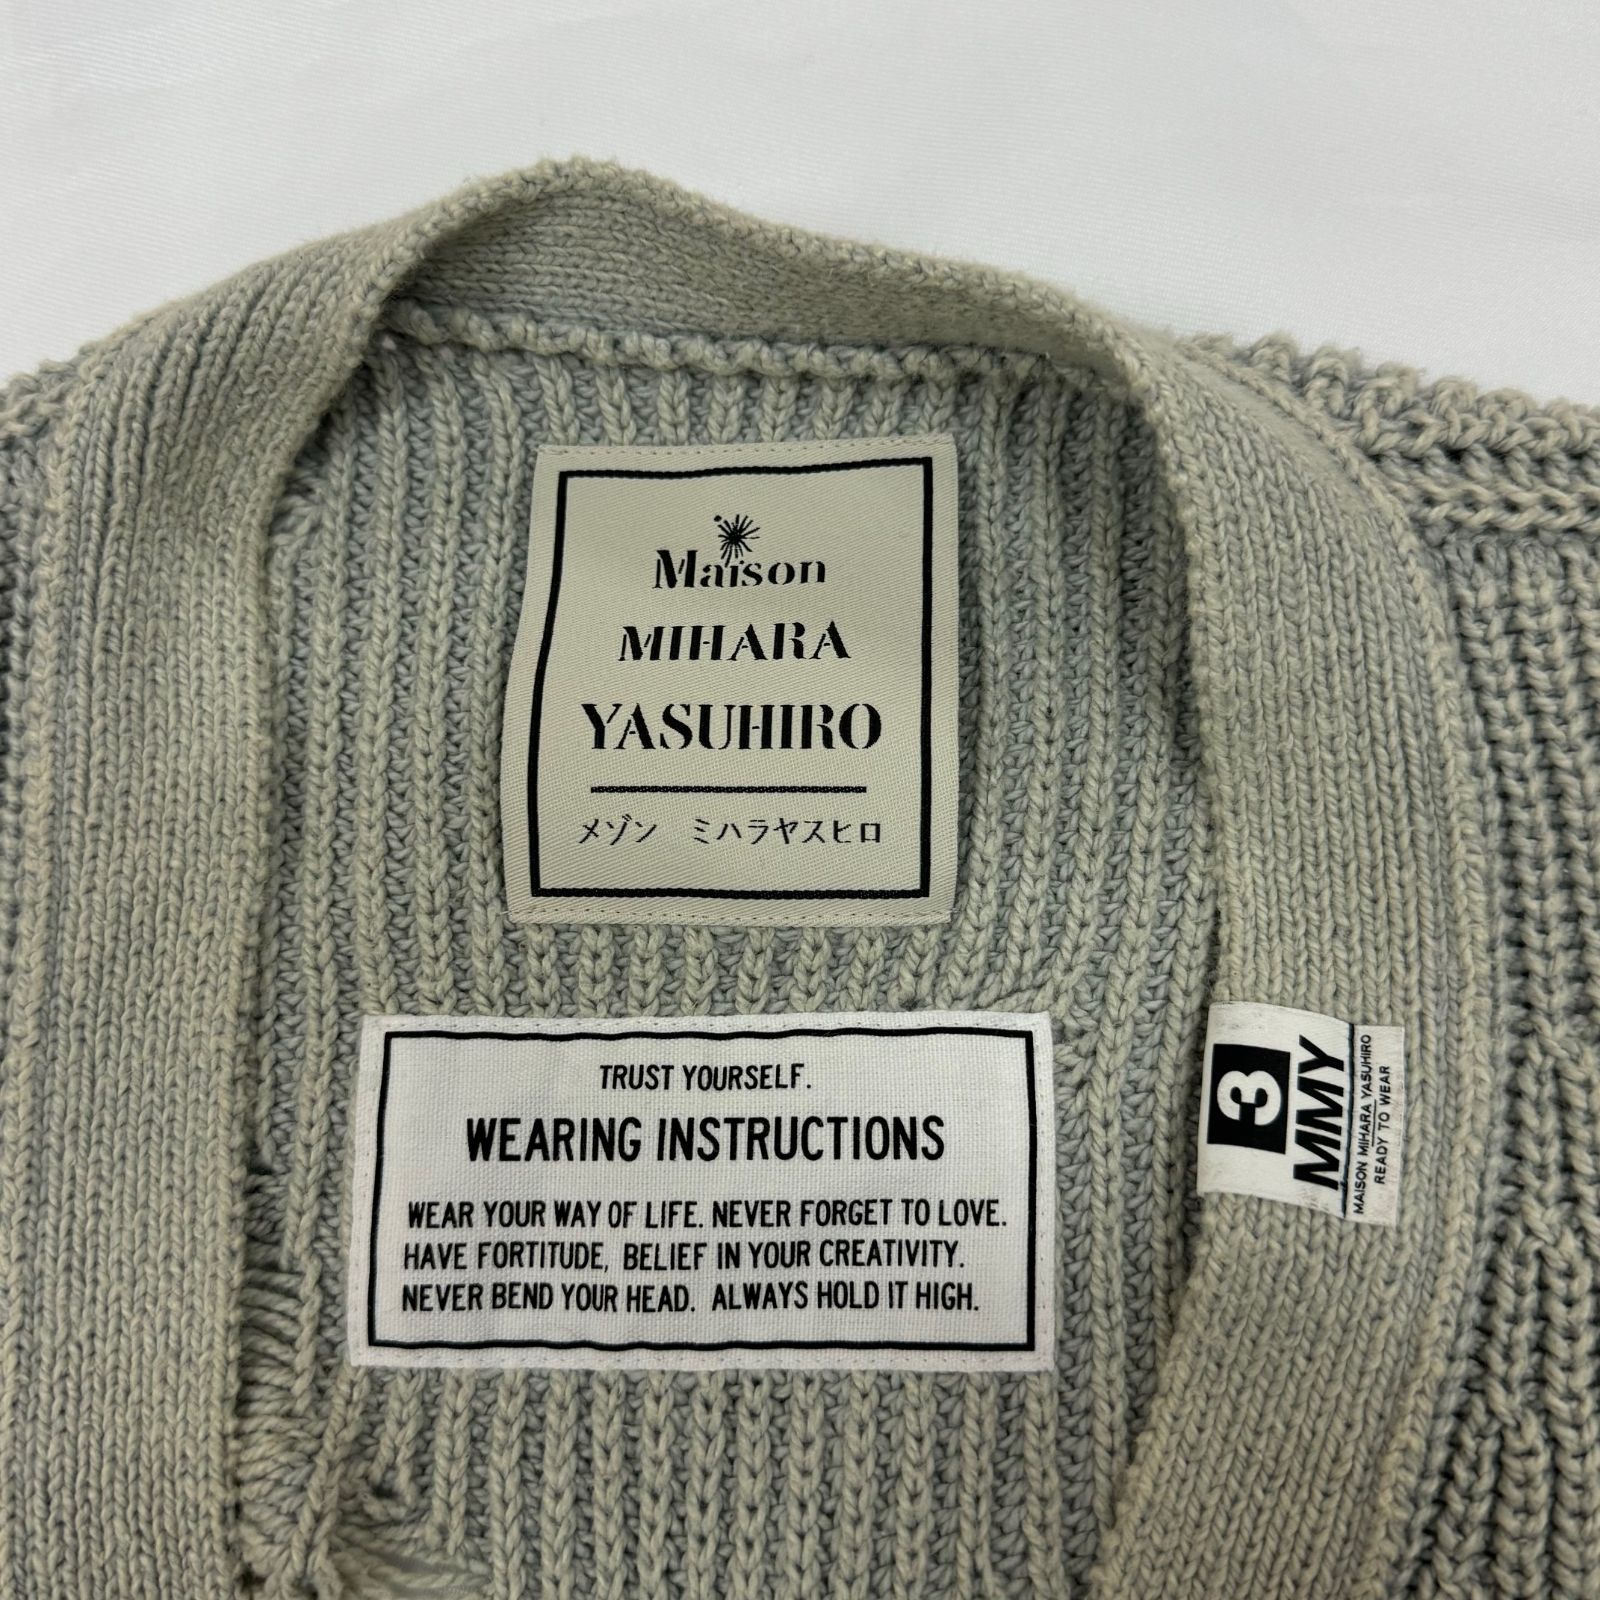 Maison
MIHARA
YASUHIRO
メゾン　ミハラヤスヒロ
TRUST YOURSELF.
WEARING INSTRUCTIONS
WEAR YOUR WAY OF LIFE. NEVER FORGET TO LOVE.
HAVE FORTITUDE, BELIEF IN YOUR CREATIVITY.
NEVER BEND YOUR HEAD. ALWAYS HOLD IT HIGH.
3
MMY
MAISON MIHARA YASUHIRO
READY TO WEAR